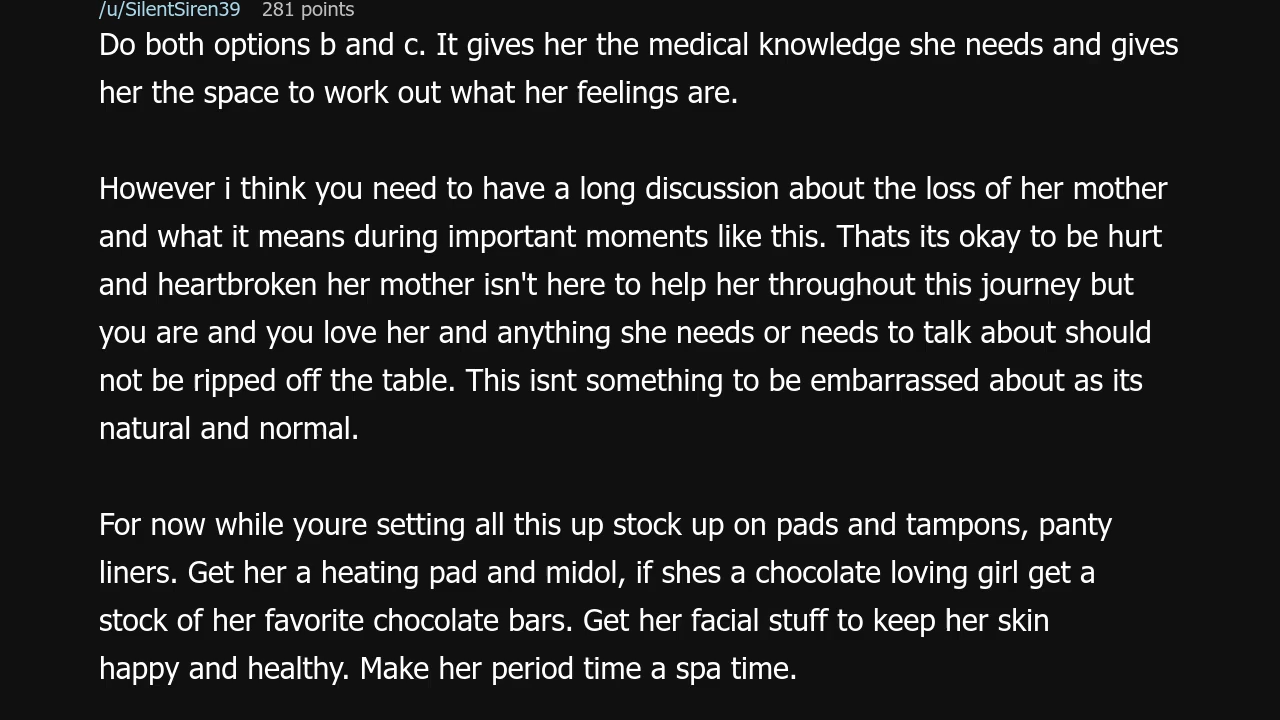 /u/SilentSiren39 281 points
Do both options b and c. It gives her the medical knowledge she needs and gives
her the space to work out what her feelings are.
However i think you need to have a long discussion about the loss of her mother
and what it means during important moments like this. Thats its okay to be hurt
and heartbroken her mother isn't here to help her throughout this journey but
you are and you love her and anything she needs or needs to talk about should
not be ripped off the table. This isnt something to be embarrassed about as its
natural and normal.
For now while youre setting all this up stock up on pads and tampons, panty
liners. Get her a heating pad and midol, if shes a chocolate loving girl get a
stock of her favorite chocolate bars. Get her facial stuff to keep her skin
happy and healthy. Make her period time a spa time.